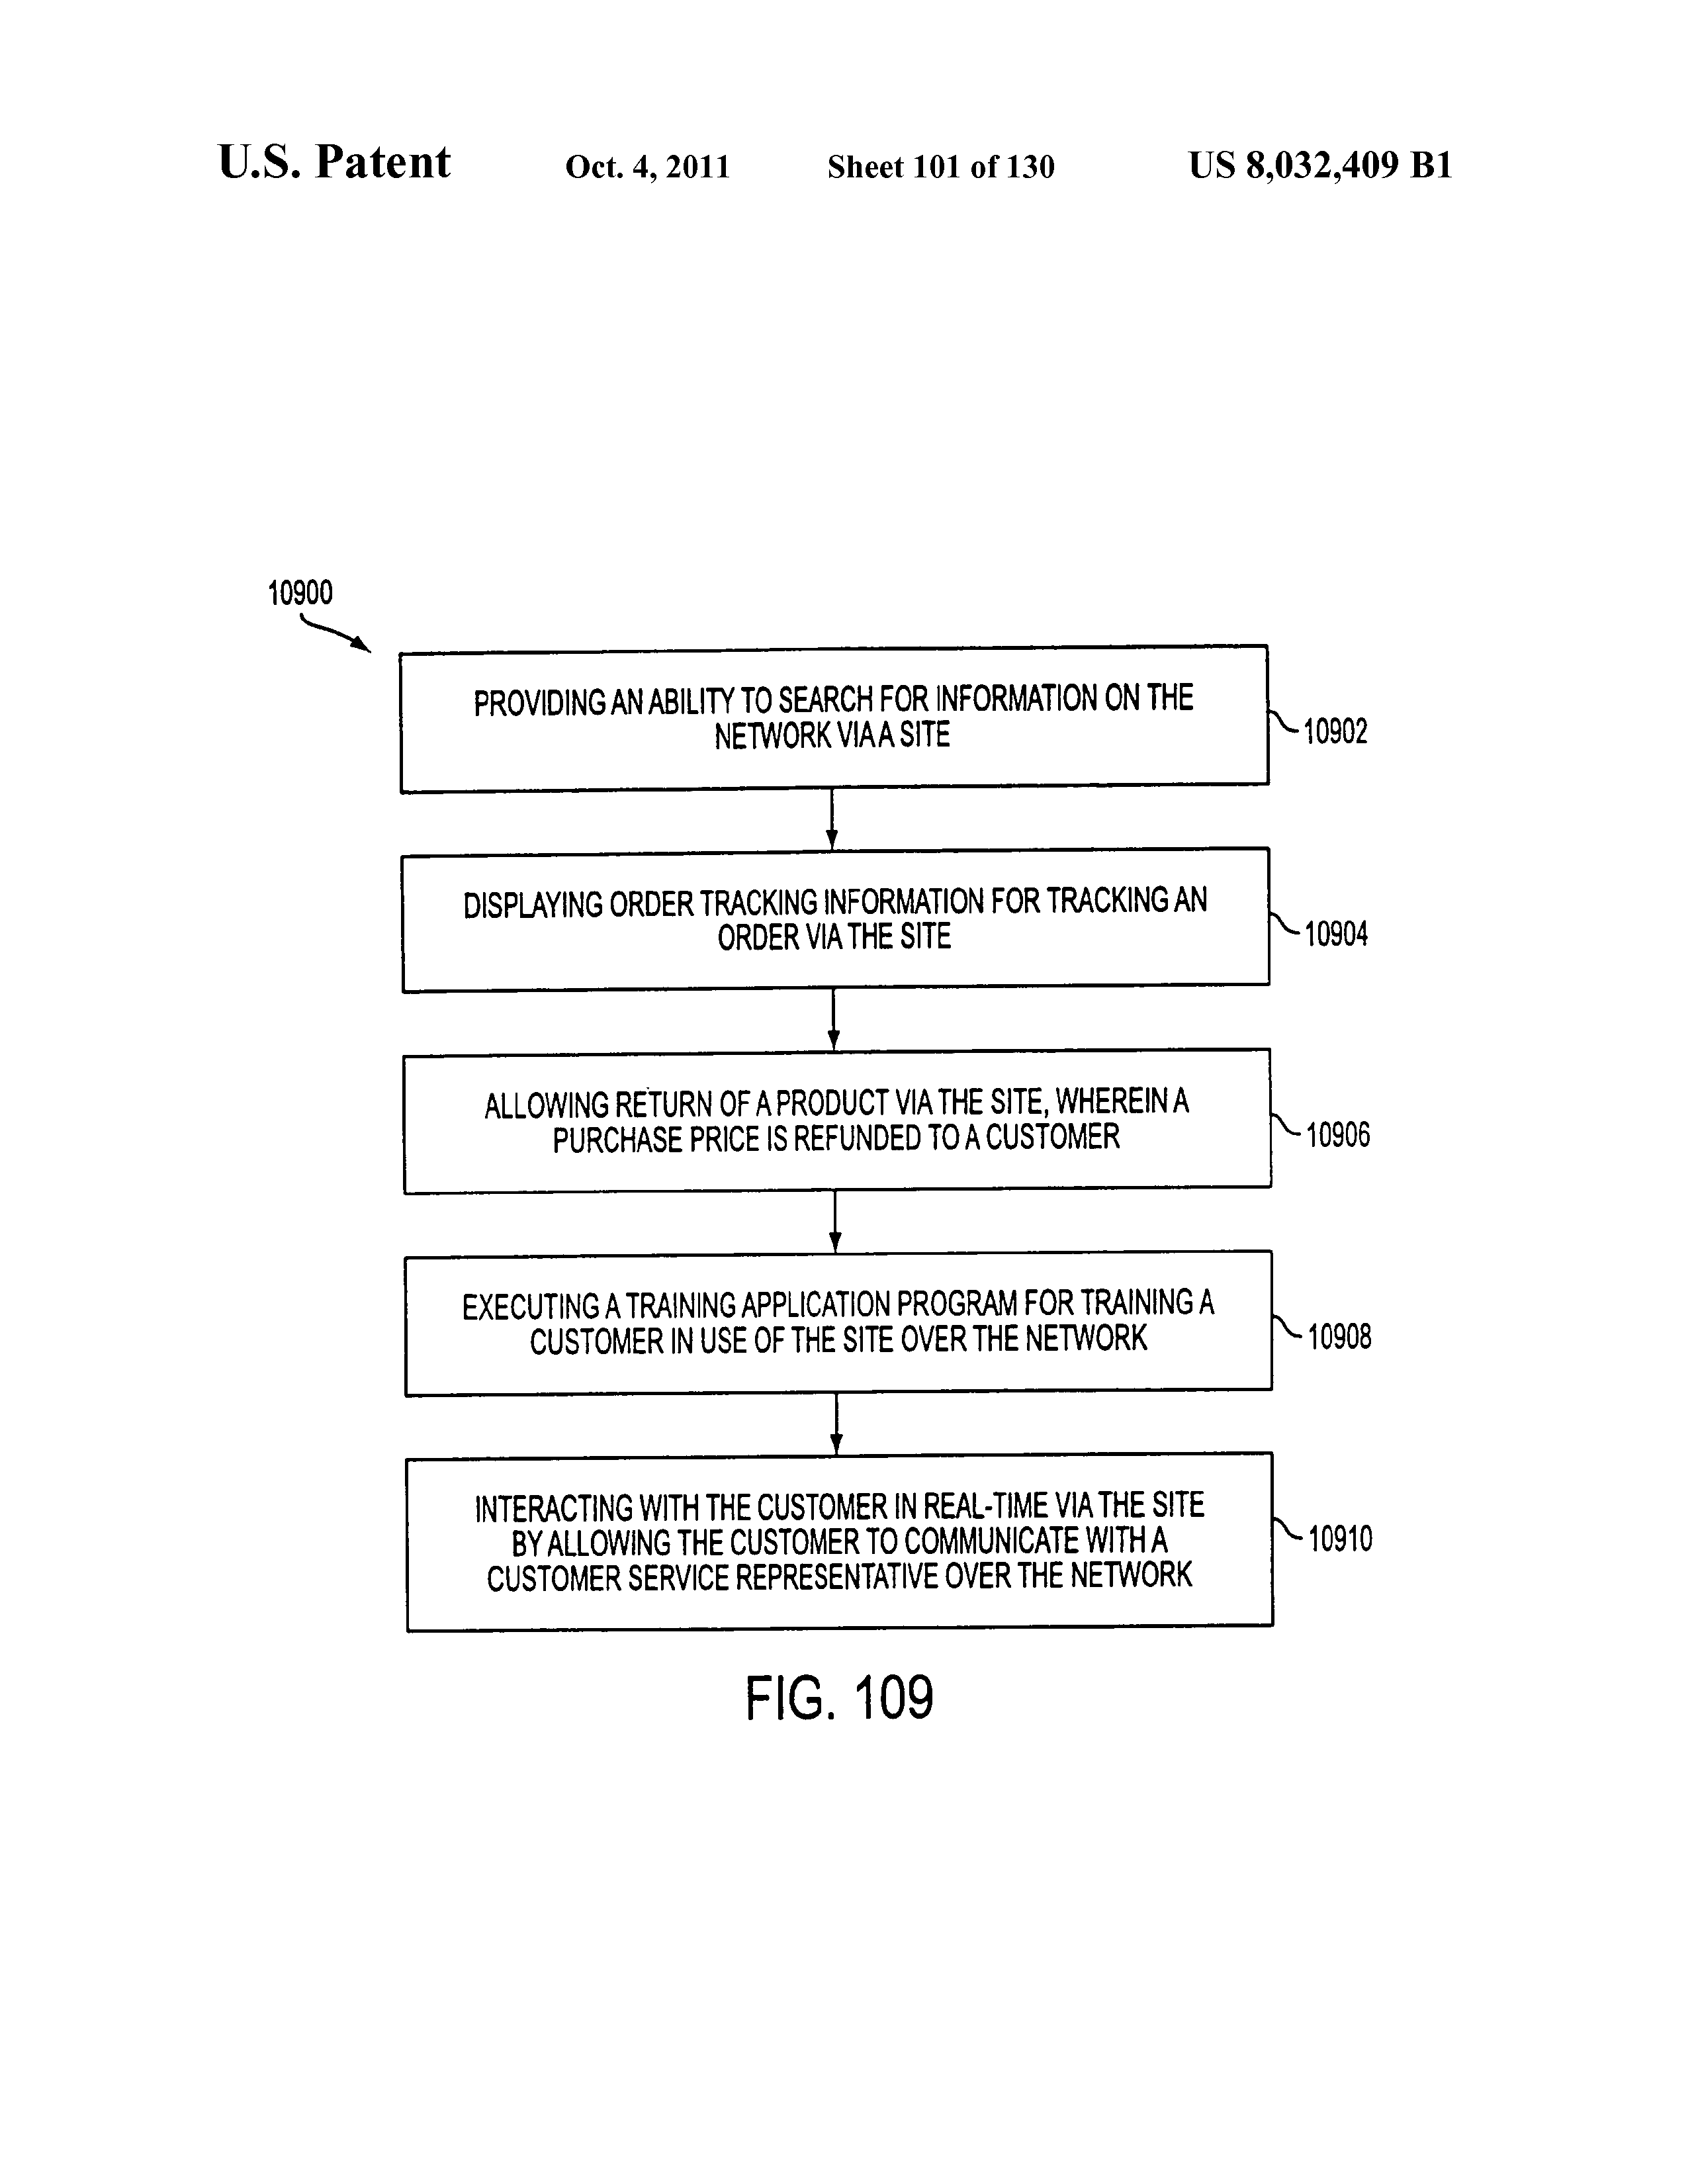 U.S. Patent Oct. 4, 2011 Sheet 101 of 130 US 8,032,409 B1
10900
PROVIDING AN ABILITY TO SEARCH FOR INFORMATION ON THE
NETWORK VIA A SITE
10902
DISPLAYING ORDER TRACKING INFORMATION FOR TRACKING AN
ORDER VIA THE SITE
10904
ALLOWING RETURN OF A PRODUCT VIA THE SITE, WHEREIN A
PURCHASE PRICE IS REFUNDED TO A CUSTOMER
10906
EXECUTING A TRAINING APPLICATION PROGRAM FOR TRAINING A
CUSTOMER IN USE OF THE SITE OVER THE NETWORK
10908
INTERACTING WITH THE CUSTOMER IN REAL-TIME VIA THE SITE
BY ALLOWING THE CUSTOMER TO COMMUNICATE WITH A
CUSTOMER SERVICE REPRESENTATIVE OVER THE NETWORK
10910
FIG. 109